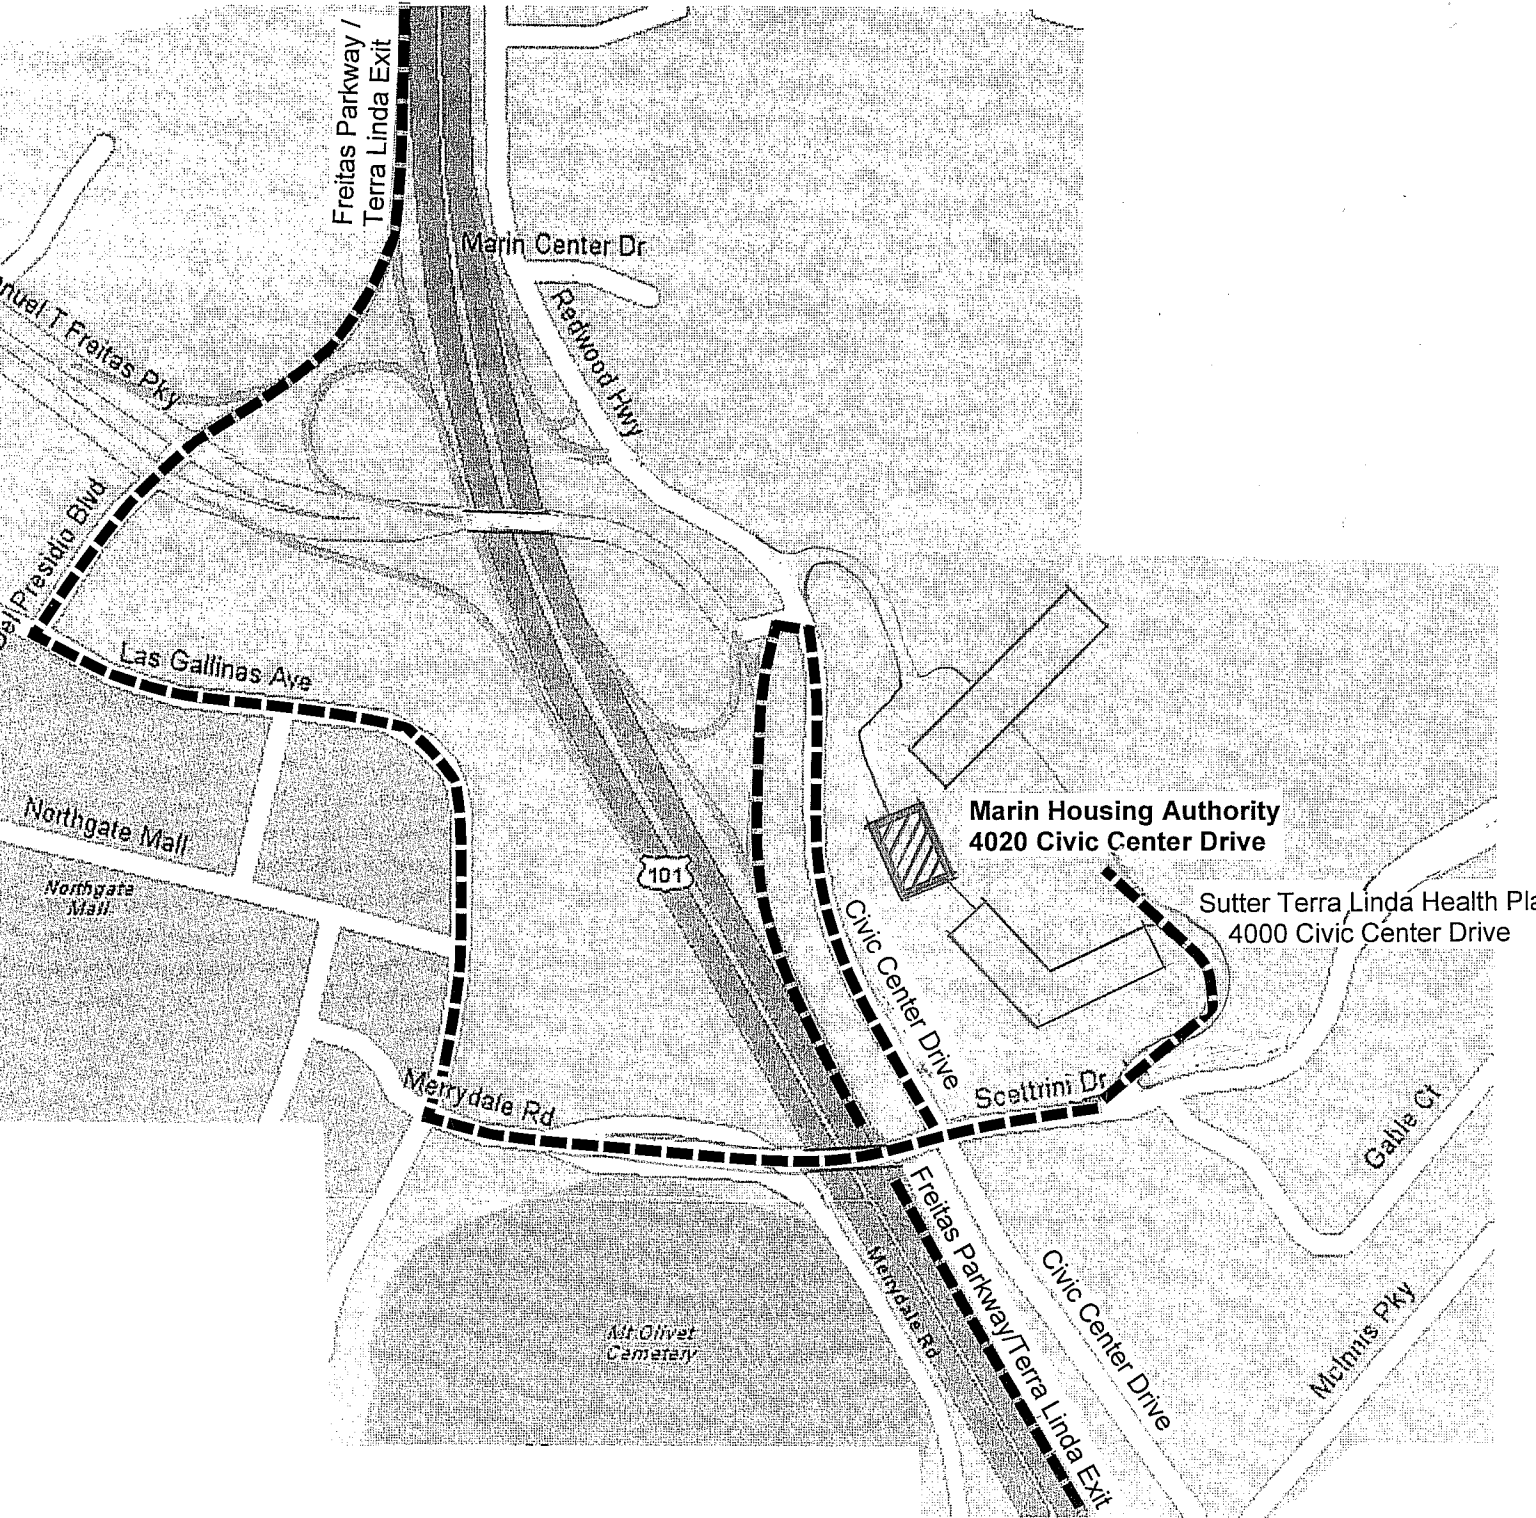 Freitas Parkway /
Terra Linda Exit
Marin Center Dr
Redwood Hwy
nuel T Freitas Pky
Del Presidio Blvd
Las Gallinas Ave
Northgate Mall
Northgate
Mall
101
Marin Housing Authority
4020 Civic Center Drive
Sutter Terra Linda Health Pla
4000 Civic Center Drive
Civic Center Drive
Scettrini Dr
Merrydale Rd
Gable Ct
Freitas Parkway/Terra Linda Exit
Merrydale Rd
Civic Center Drive
McInnis Pky
Mt Olivet
Cemetery